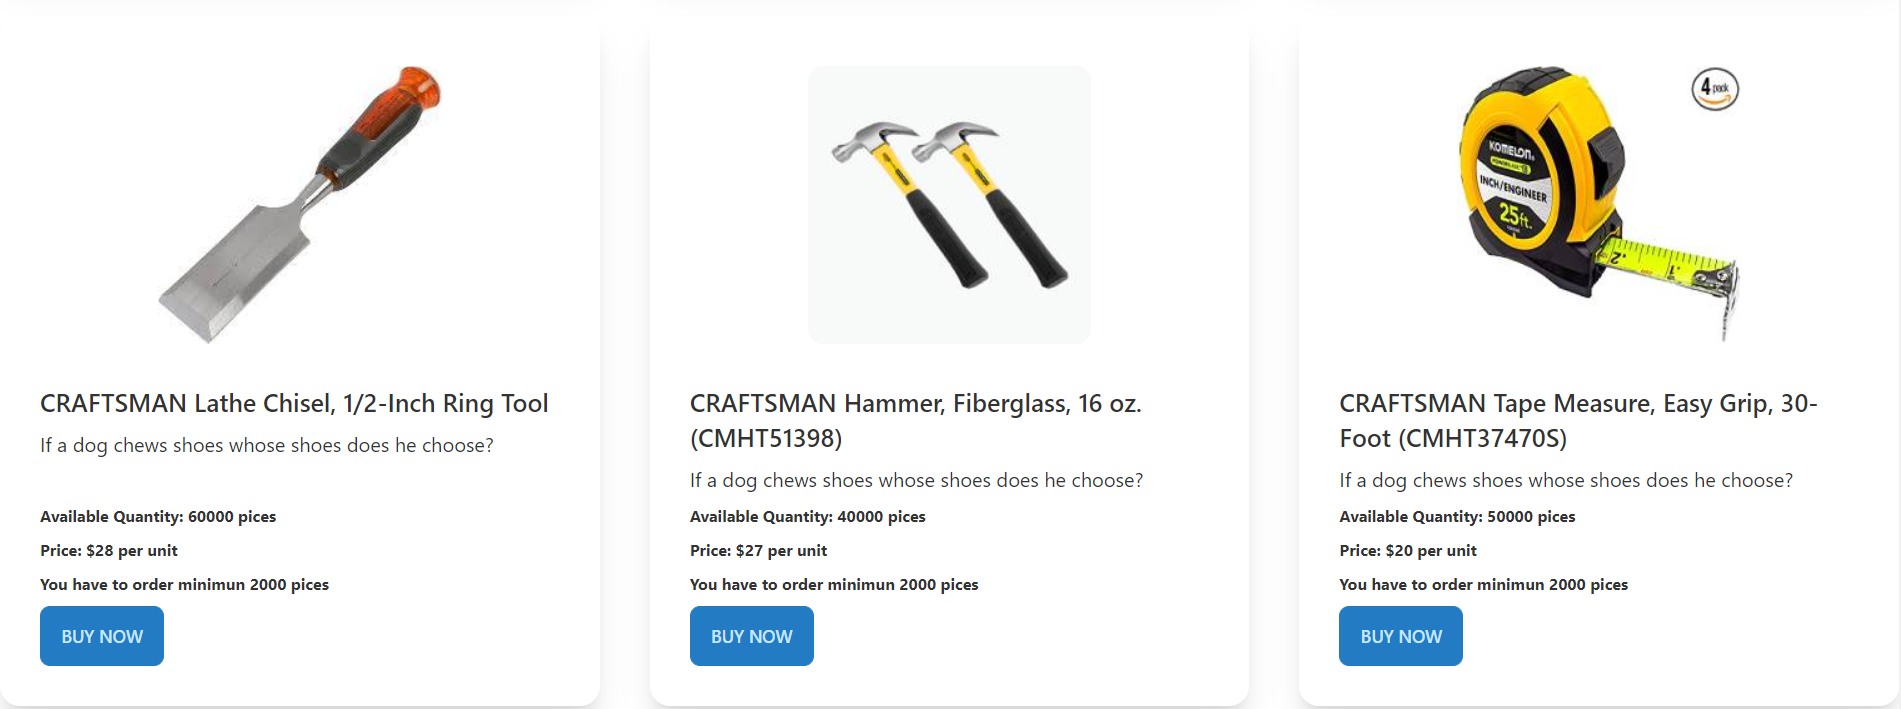 CRAFTSMAN Lathe Chisel, 1/2-Inch Ring Tool
If a dog chews shoes whose shoes does he choose?
Available Quantity: 60000 pices
Price: $28 per unit
You have to order minimun 2000 pices
BUY NOW
CRAFTSMAN Hammer, Fiberglass, 16 oz.
(CMHT51398)
If a dog chews shoes whose shoes does he choose?
Available Quantity: 40000 pices
Price: $27 per unit
You have to order minimun 2000 pices
BUY NOW
4 pack
KOMELON
INCH/ENGINEER
25ft.
2
1
CRAFTSMAN Tape Measure, Easy Grip, 30-
Foot (CMHT37470S)
If a dog chews shoes whose shoes does he choose?
Available Quantity: 50000 pices
Price: $20 per unit
You have to order minimun 2000 pices
BUY NOW